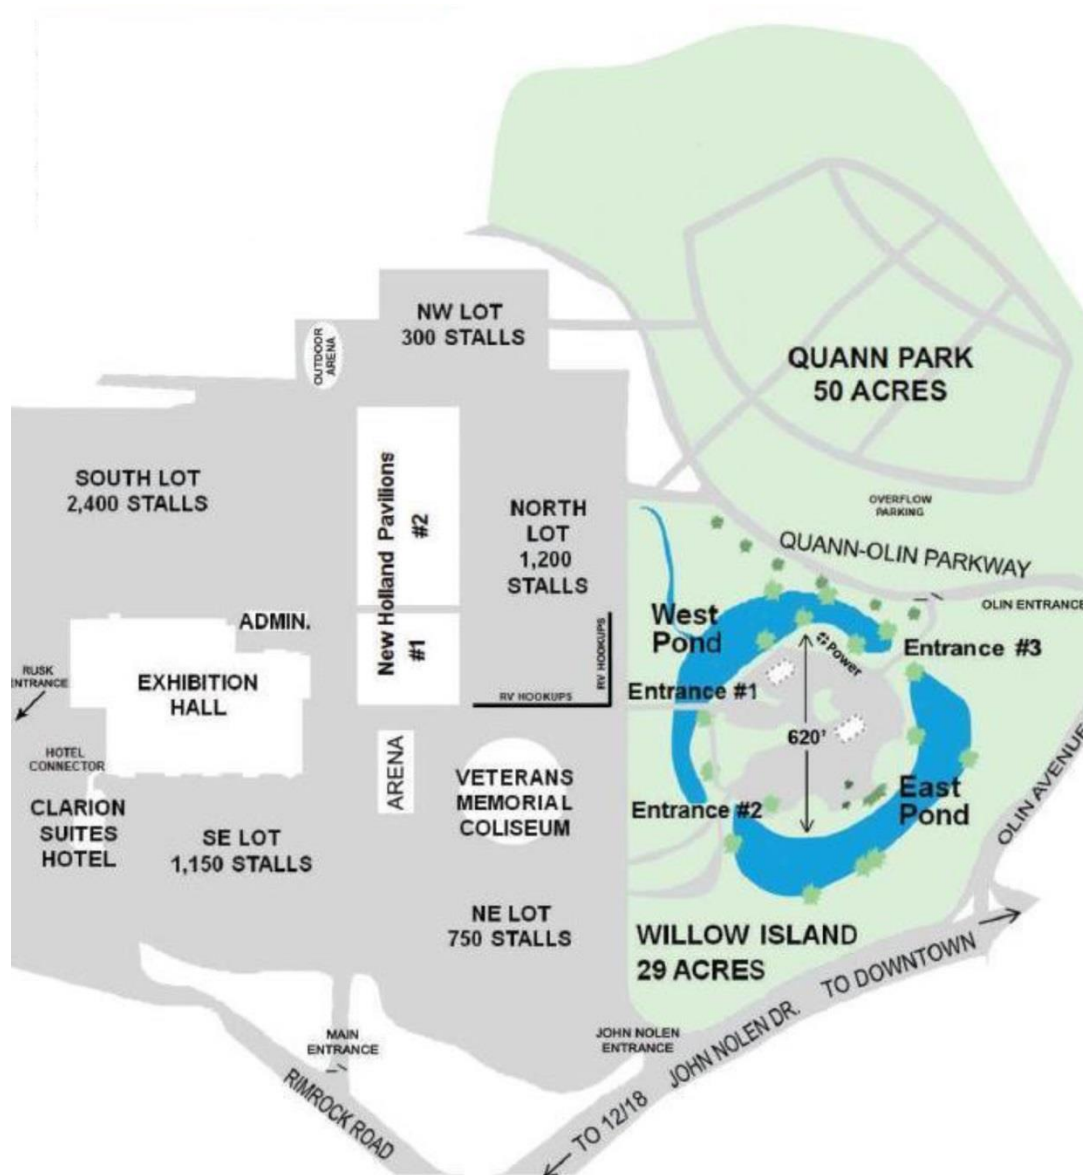 NW LOT
300 STALLS
OUTDOOR
ARENA
QUANN PARK
50 ACRES
SOUTH LOT
2,400 STALLS
New Holland Pavilions
#2
#1
NORTH
LOT
1,200
STALLS
OVERFLOW
PARKING
QUANN-OLIN PARKWAY
OLIN ENTRANCE
ADMIN.
West
Pond
Power
Entrance #3
RUSK
ENTRANCE
EXHIBITION
HALL
RV HOOKUPS
RV HOOKUPS
Entrance #1
620'
HOTEL
CONNECTOR
ARENA
VETERANS
MEMORIAL
COLISEUM
Entrance #2
East
Pond
OLIN AVENUE
CLARION
SUITES
HOTEL
SE LOT
1,150 STALLS
NE LOT
750 STALLS
WILLOW ISLAND
29 ACRES
TO DOWNTOWN
JOHN NOLEN DR.
MAIN
ENTRANCE
JOHN NOLEN
ENTRANCE
RIMROCK ROAD
TO 12/18